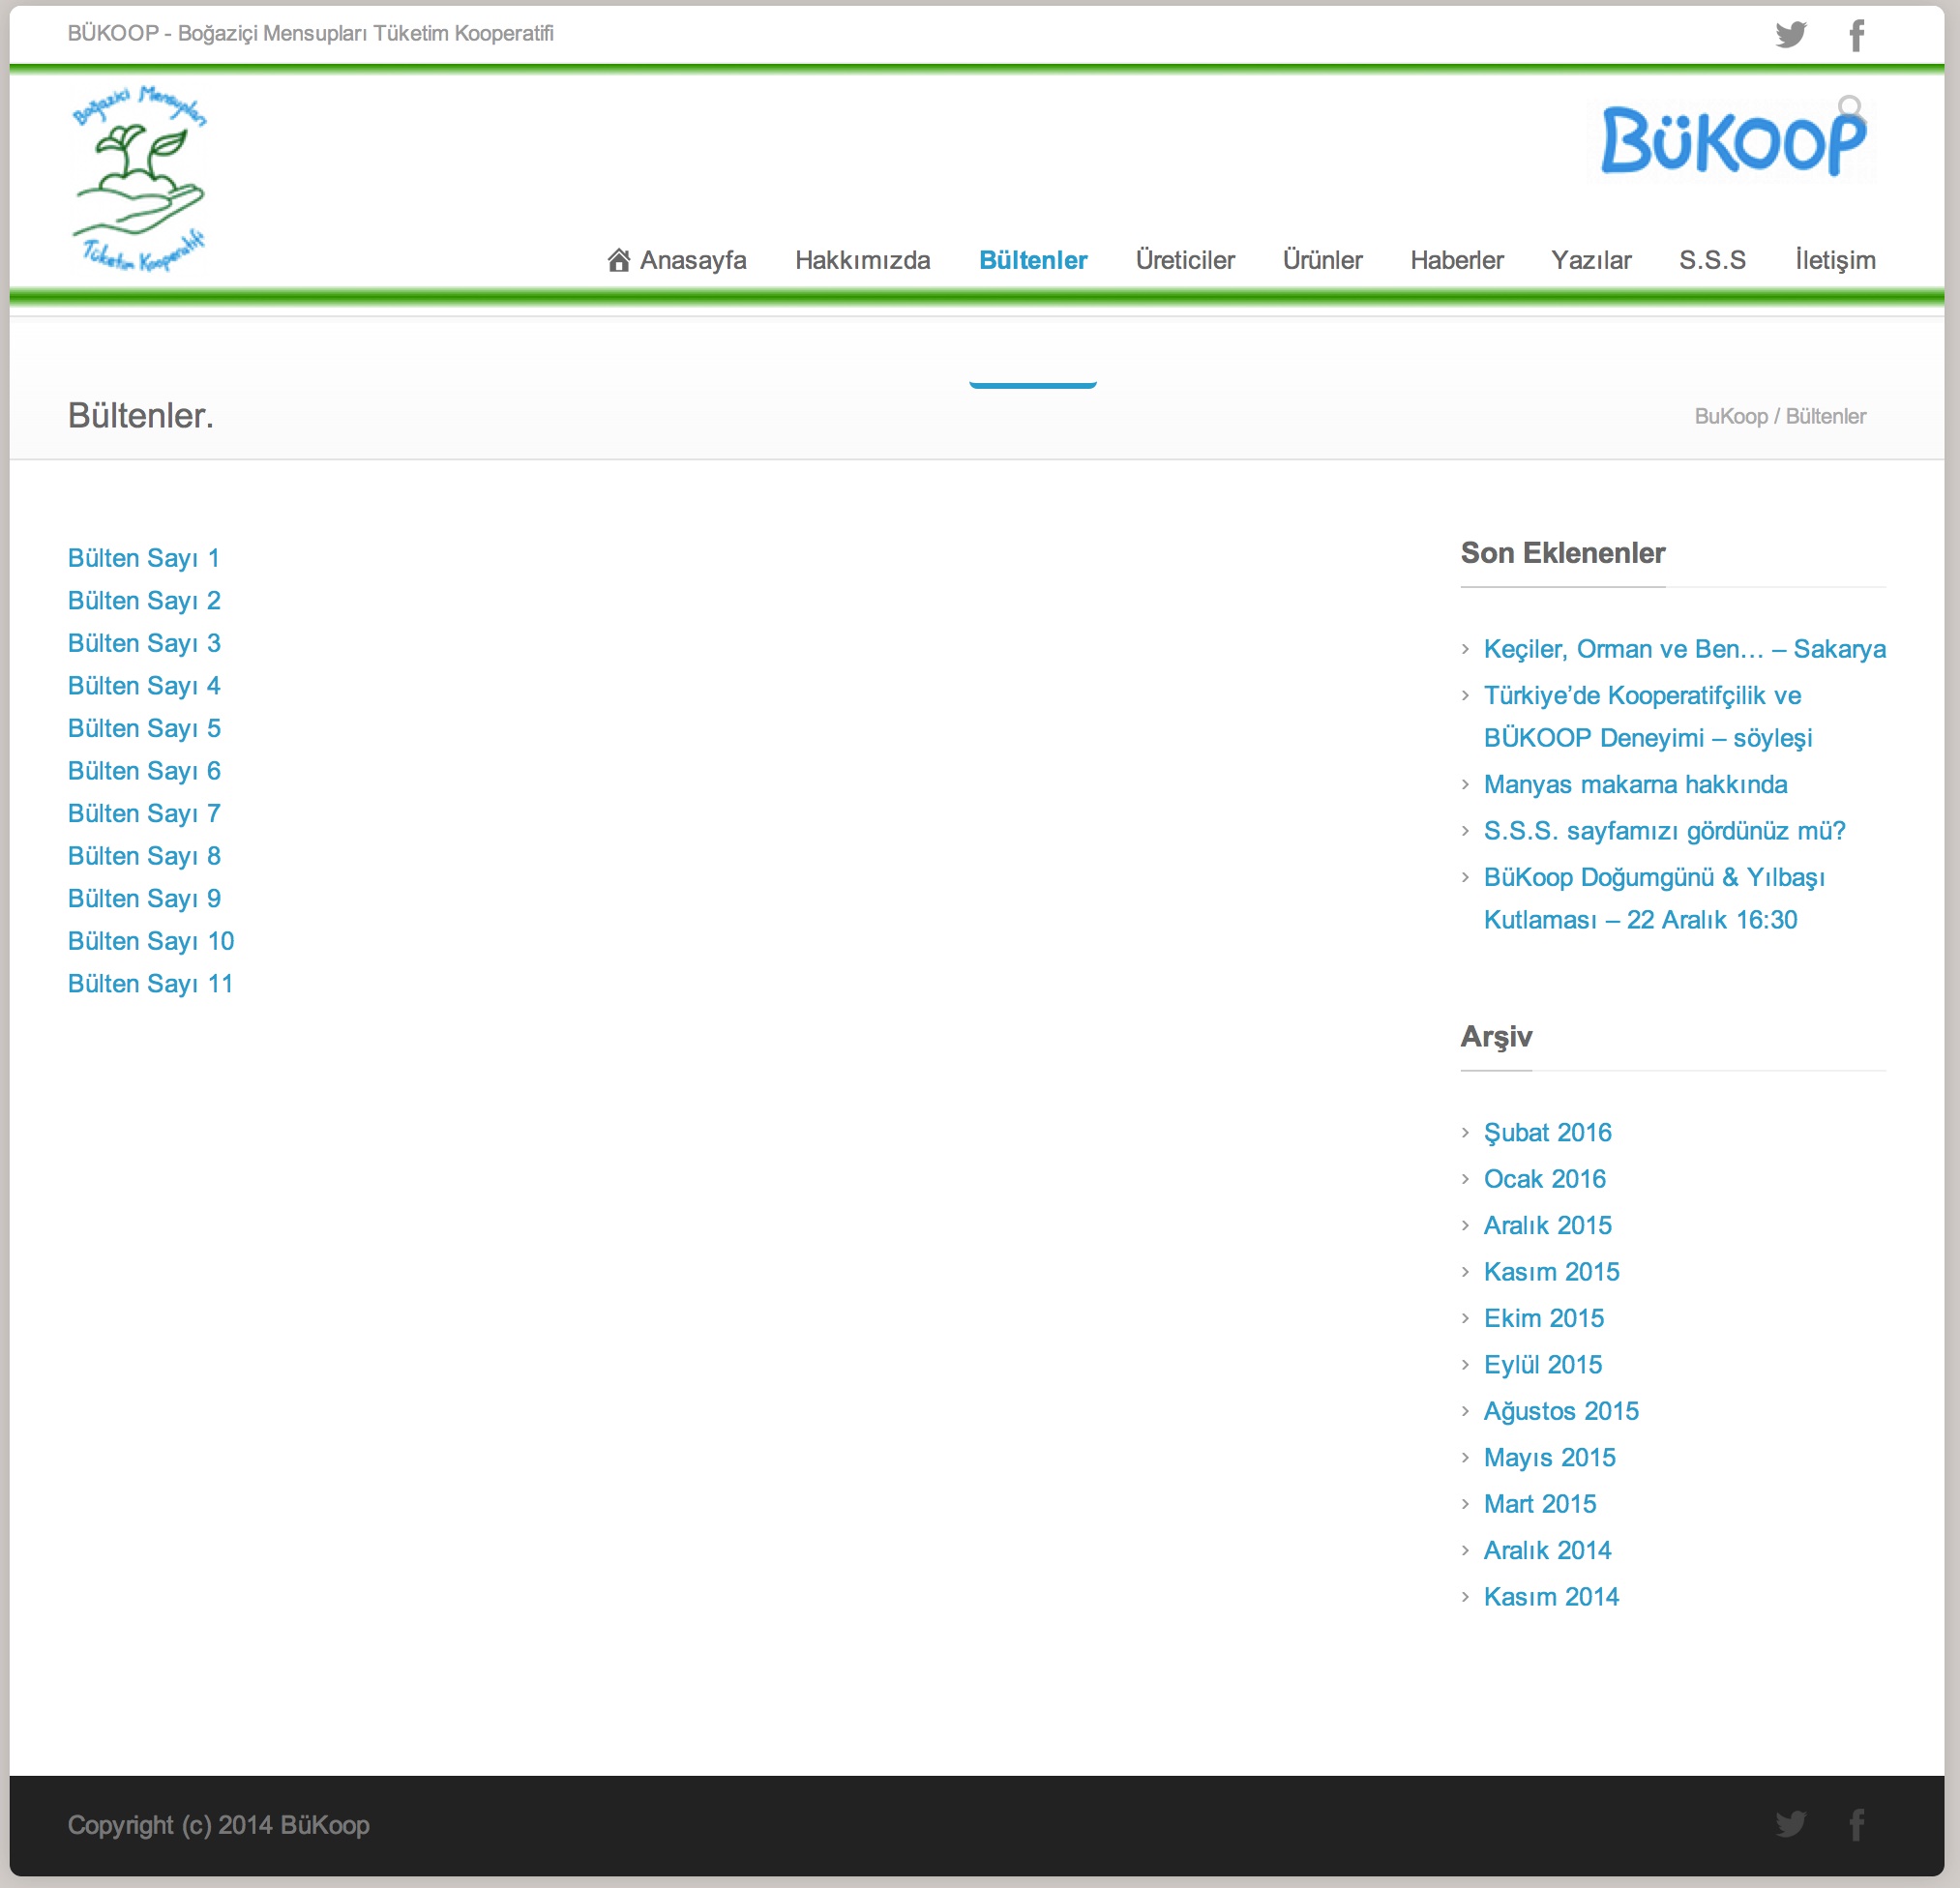 BÜKOOP - Boğaziçi Mensupları Tüketim Kooperatifi
Boğaziçi Mensupları
Tüketim Kooperatifi
BÜKOOP
Anasayfa Hakkımızda Bültenler Üreticiler Ürünler Haberler Yazılar S.S.S İletişim
Bültenler.
BuKoop / Bültenler
Bülten Sayı 1
Bülten Sayı 2
Bülten Sayı 3
Bülten Sayı 4
Bülten Sayı 5
Bülten Sayı 6
Bülten Sayı 7
Bülten Sayı 8
Bülten Sayı 9
Bülten Sayı 10
Bülten Sayı 11
Son Eklenenler
Keçiler, Orman ve Ben… – Sakarya
Türkiye’de Kooperatifçilik ve
BÜKOOP Deneyimi – söyleşi
Manyas makarna hakkında
S.S.S. sayfamızı gördünüz mü?
BüKoop Doğumgünü & Yılbaşı
Kutlaması – 22 Aralık 16:30
Arşiv
Şubat 2016
Ocak 2016
Aralık 2015
Kasım 2015
Ekim 2015
Eylül 2015
Ağustos 2015
Mayıs 2015
Mart 2015
Aralık 2014
Kasım 2014
Copyright (c) 2014 BüKoop